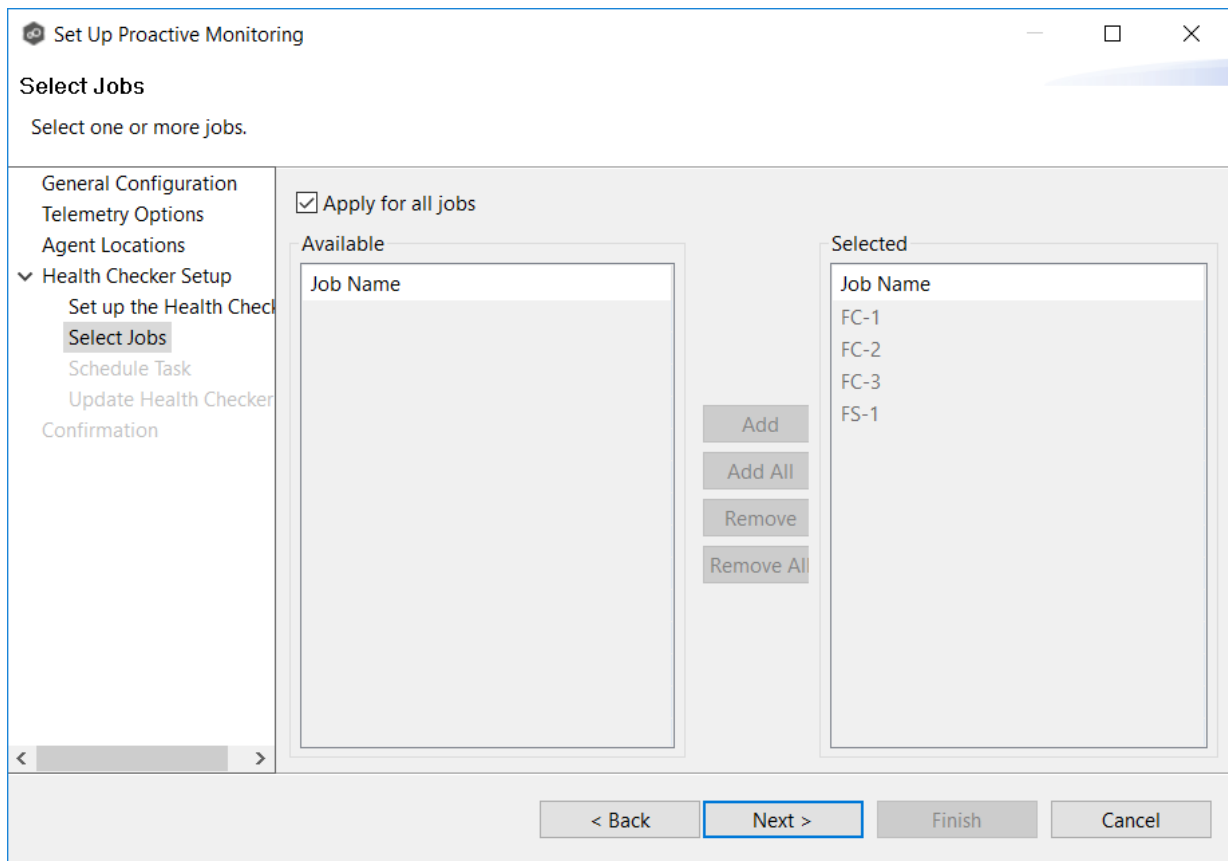 Set Up Proactive Monitoring
Select Jobs
Select one or more jobs.
General Configuration
Telemetry Options
Agent Locations
Health Checker Setup
Set up the Health Check
Select Jobs
Schedule Task
Update Health Checker
Confirmation
Apply for all jobs
Available
Job Name
Add
Add All
Remove
Remove All
Selected
Job Name
FC-1
FC-2
FC-3
FS-1
< Back
Next >
Finish
Cancel